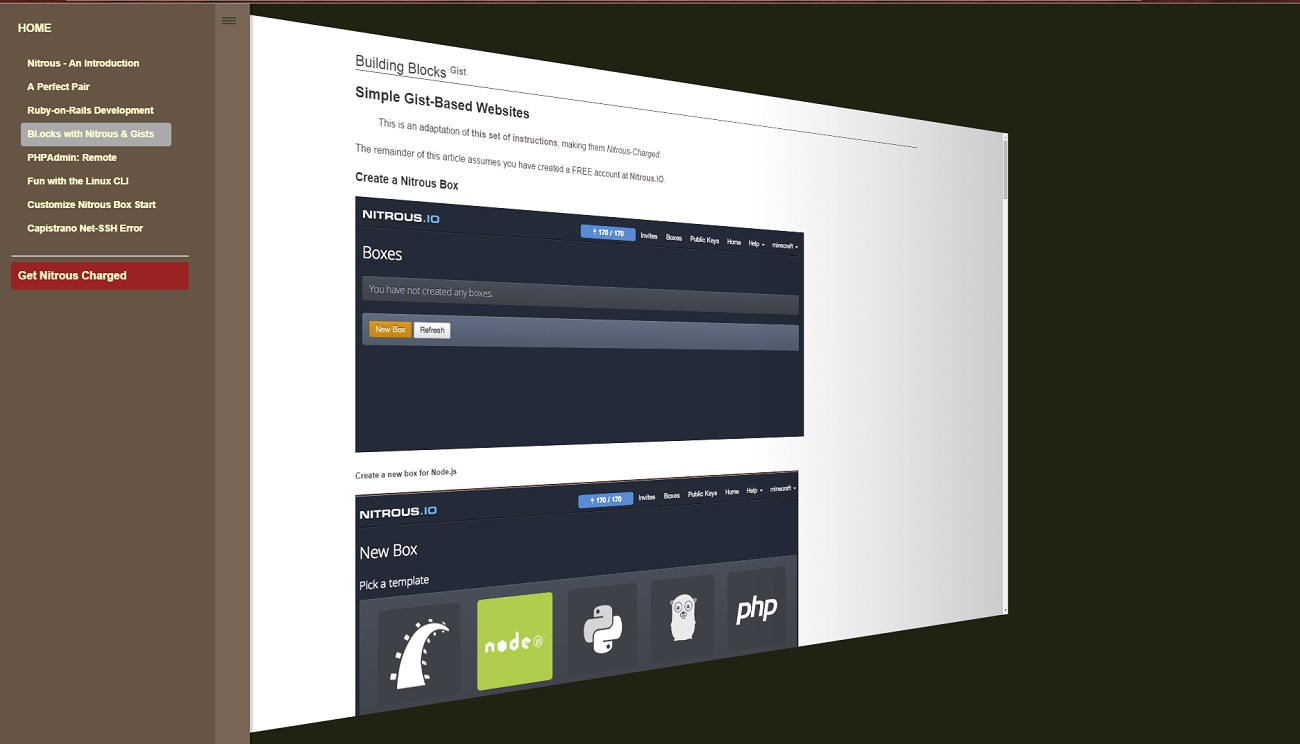 HOME
Nitrous - An Introduction
A Perfect Pair
Ruby-on-Rails Development
Bl.ocks with Nitrous & Gists
PHPAdmin: Remote
Fun with the Linux CLI
Customize Nitrous Box Start
Capistrano Net-SSH Error
Get Nitrous Charged
Building Blocks Gist
Simple Gist-Based Websites
This is an adaptation of this set of instructions, making them Nitrous-Charged.
The remainder of this article assumes you have created a FREE account at Nitrous.IO.
Create a Nitrous Box
NITROUS.IO
170 / 170 Invites Boxes Public Keys Home Help minecraft
Boxes
You have not created any boxes.
New Box Refresh
Create a new box for Node.js
NITROUS.IO
170 / 170 Invites Boxes Public Keys Home Help minecraft
New Box
Pick a template
node JS
php